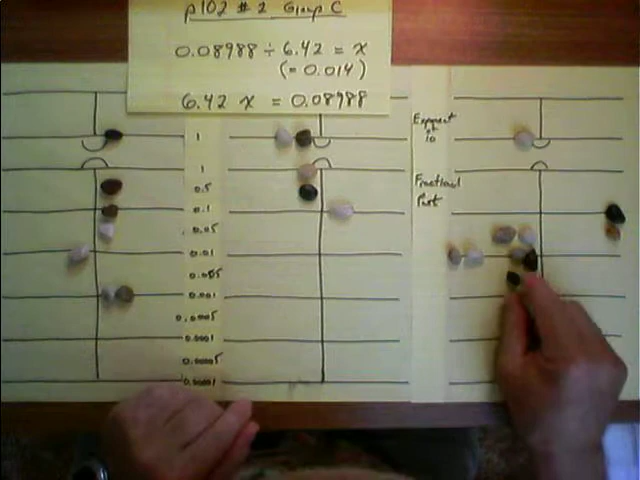 p102 # 2 Group C
0.08988 ÷ 6.42 = x
(= 0.014)
6.42 x = 0.08988
Exponent
of
10
1
1
Fractional
Part
0.5
0.1
.05
0.01
0.005
0.001
0.0005
0.0001
0.00005
0.00001